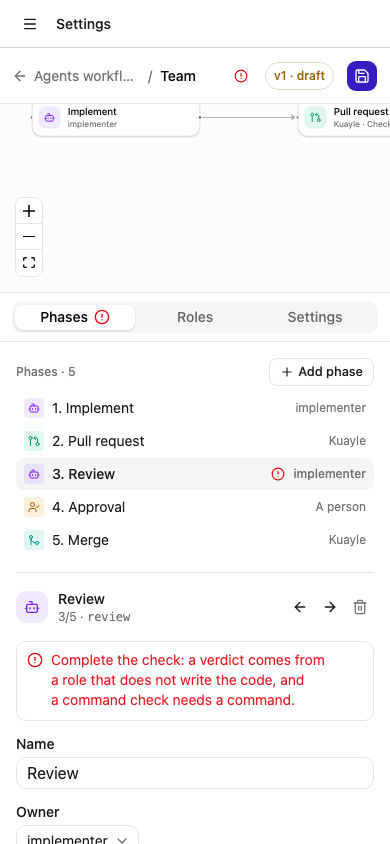 Settings
Agents workfl... / Team
v1 · draft
Implement
implementer
Pull request
Kuayle · Check
Phases
Roles
Settings
Phases · 5
Add phase
1. Implement
implementer
2. Pull request
Kuayle
3. Review
implementer
4. Approval
A person
5. Merge
Kuayle
Review
3/5 · review
Complete the check: a verdict comes from
a role that does not write the code, and
a command check needs a command.
Name
Review
Owner
implementer